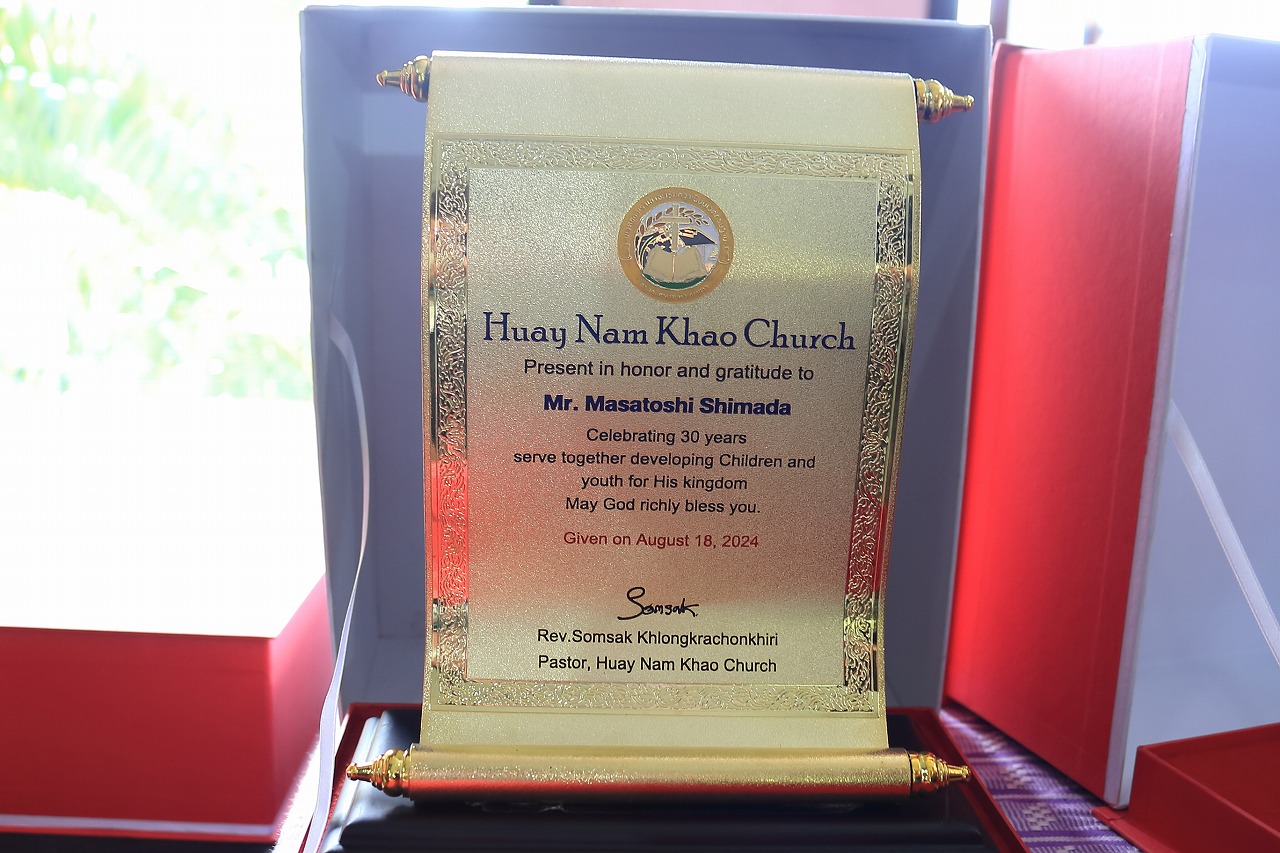 Huay Nam Khao Church
Present in honor and gratitude to
Mr. Masatoshi Shimada
Celebrating 30 years
serve together developing Children and
youth for His kingdom
May God richly bless you.
Given on August 18, 2024
Somsak.
Rev.Somsak Khlongkrachonkhiri
Pastor, Huay Nam Khao Church